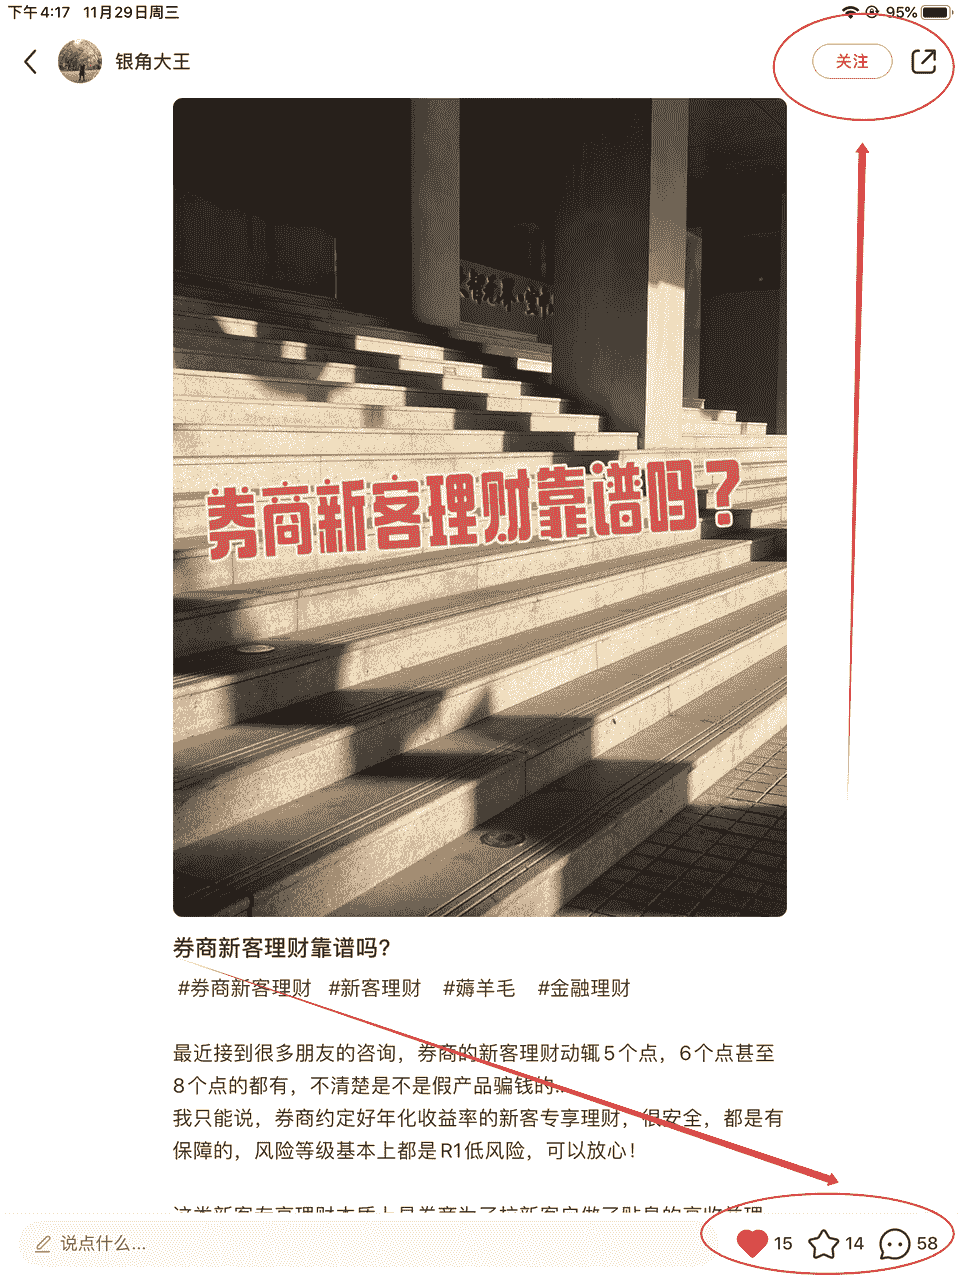 下午4:17 11月29日周三 95%
银角大王 关注
券商新客理财靠谱吗？
券商新客理财靠谱吗?
#券商新客理财 #新客理财 #薅羊毛 #金融理财
最近接到很多朋友的咨询，券商的新客理财动辄5个点，6个点甚至
8个点的都有，不清楚是不是假产品骗钱的...
我只能说，券商约定好年化收益率的新客专享理财，很安全，都是有
保障的，风险等级基本上都是R1低风险，可以放心！
说点什么... 15 14 58